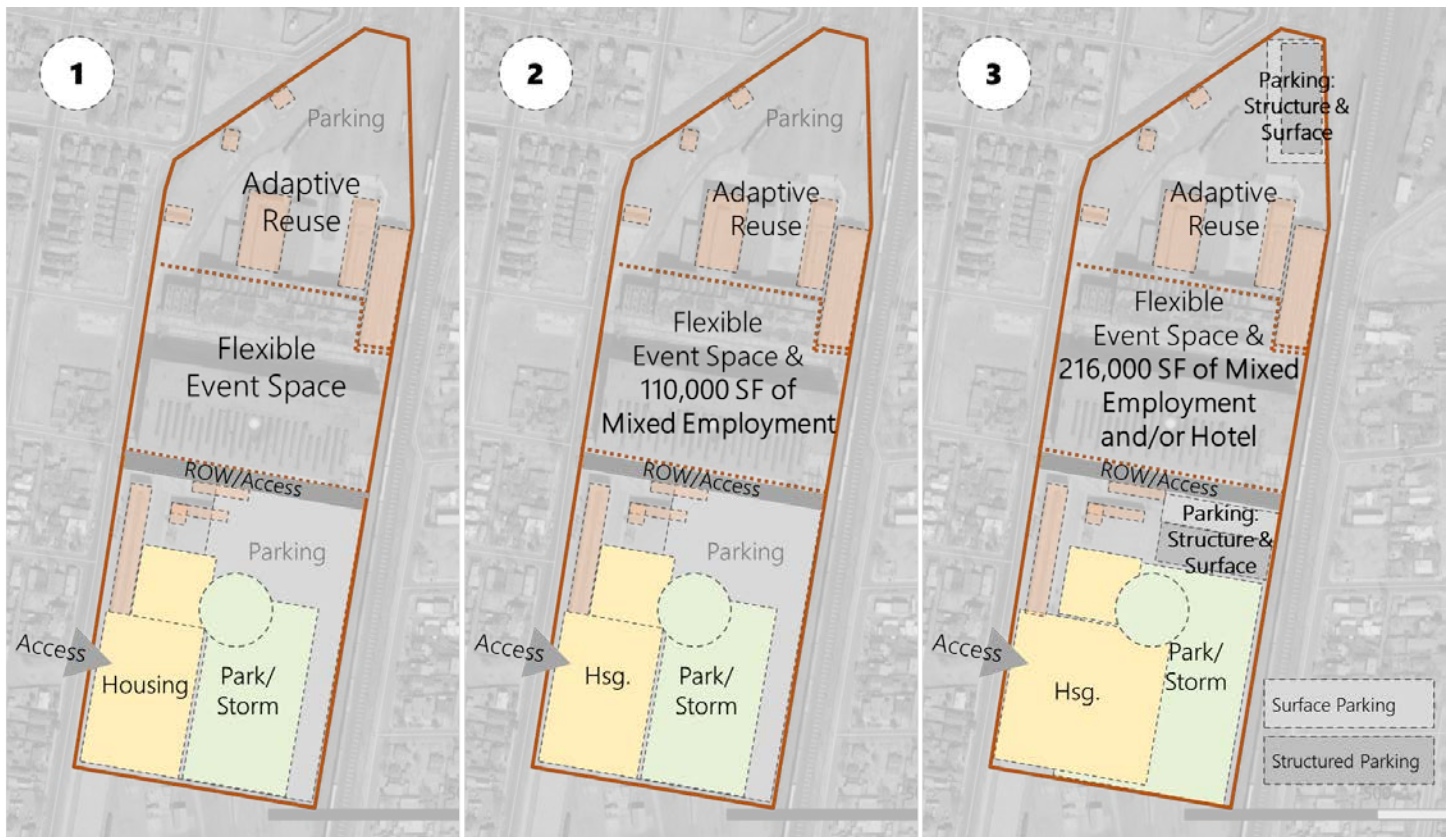 1
Parking
Adaptive
Reuse
Flexible
Event Space
ROW/Access
Parking
Access
Housing
Park/
Storm
2
Parking
Adaptive
Reuse
Flexible
Event Space &
110,000 SF of
Mixed Employment
ROW/Access
Parking
Access
Hsg.
Park/
Storm
3
Parking:
Structure &
Surface
Adaptive
Reuse
Flexible
Event Space &
216,000 SF of Mixed
Employment
and/or Hotel
ROW/Access
Parking:
Structure &
Surface
Access
Hsg.
Park/
Storm
Surface Parking
Structured Parking